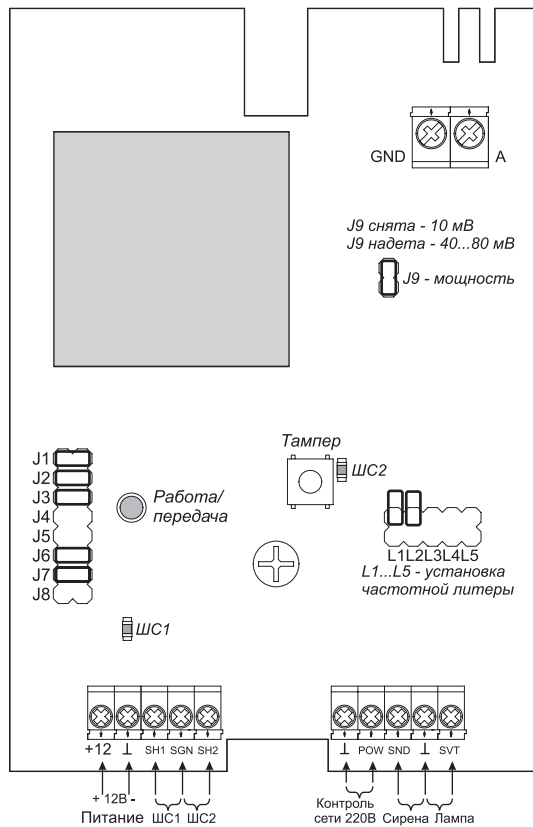 GND A
J9 снята - 10 мВ
J9 надета - 40...80 мВ
J9 - мощность
Тампер
ШС2
J1
J2
J3
J4
J5
J6
J7
J8
Работа/
передача
L1L2L3L4L5
L1...L5 - установка
частотной литеры
ШС1
+12 ⊥ SH1 SGN SH2
⊥ POW SND ⊥ SVT
+ 12В -
Питание ШС1 ШС2
Контроль
сети 220В Сирена Лампа